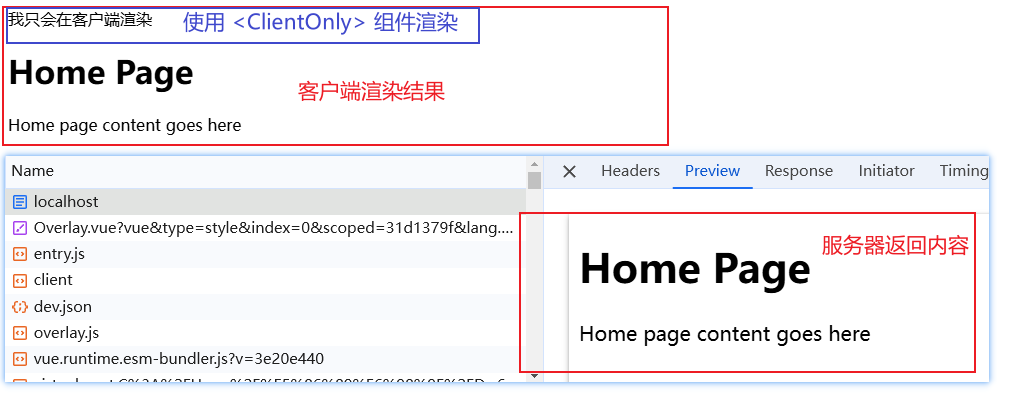 我只会在客户端渲染 使用 <ClientOnly> 组件渲染
Home Page
客户端渲染结果
Home page content goes here
Name
Headers Preview Response Initiator Timing
localhost
Overlay.vue?vue&type=style&index=0&scoped=31d1379f&lang....
entry.js
client
dev.json
overlay.js
vue.runtime.esm-bundler.js?v=3e20e440
服务器返回内容
Home Page
Home page content goes here